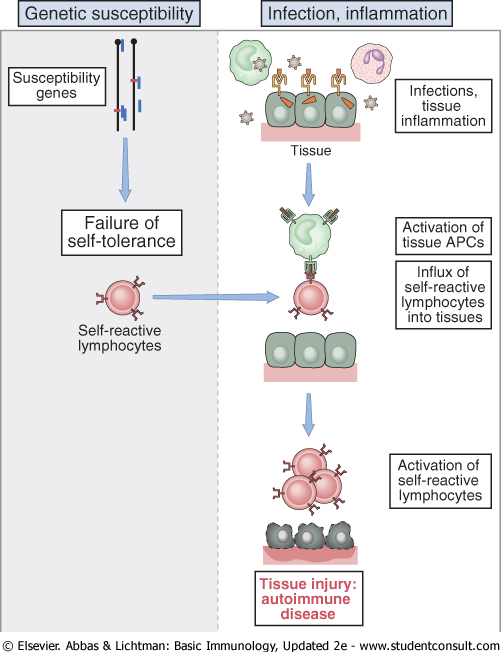 Genetic susceptibility
Infection, inflammation
Susceptibility
genes
Infections,
tissue
inflammation
Tissue
Failure of
self-tolerance
Activation of
tissue APCs
Influx of
self-reactive
lymphocytes
into tissues
Self-reactive
lymphocytes
Activation of
self-reactive
lymphocytes
Tissue injury:
autoimmune
disease
© Elsevier. Abbas & Lichtman: Basic Immunology, Updated 2e - www.studentconsult.com